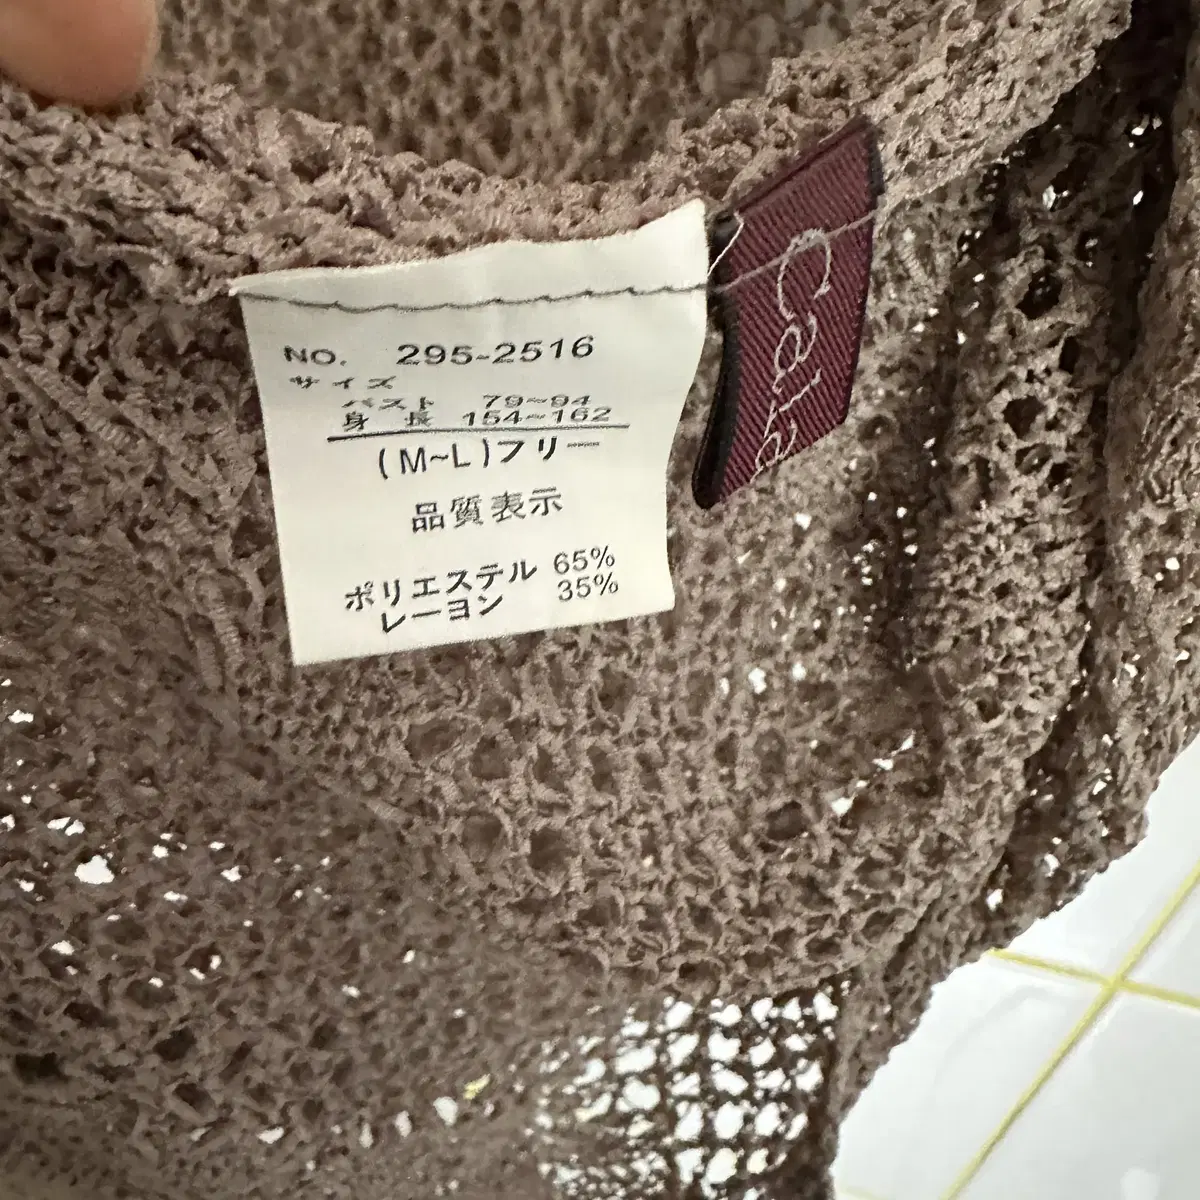 NO. 295-2516
サイズ
バスト 79~94
身 長 154~162
(M~L)フリー
品質表示
ポリエステル 65%
レーヨン 35%